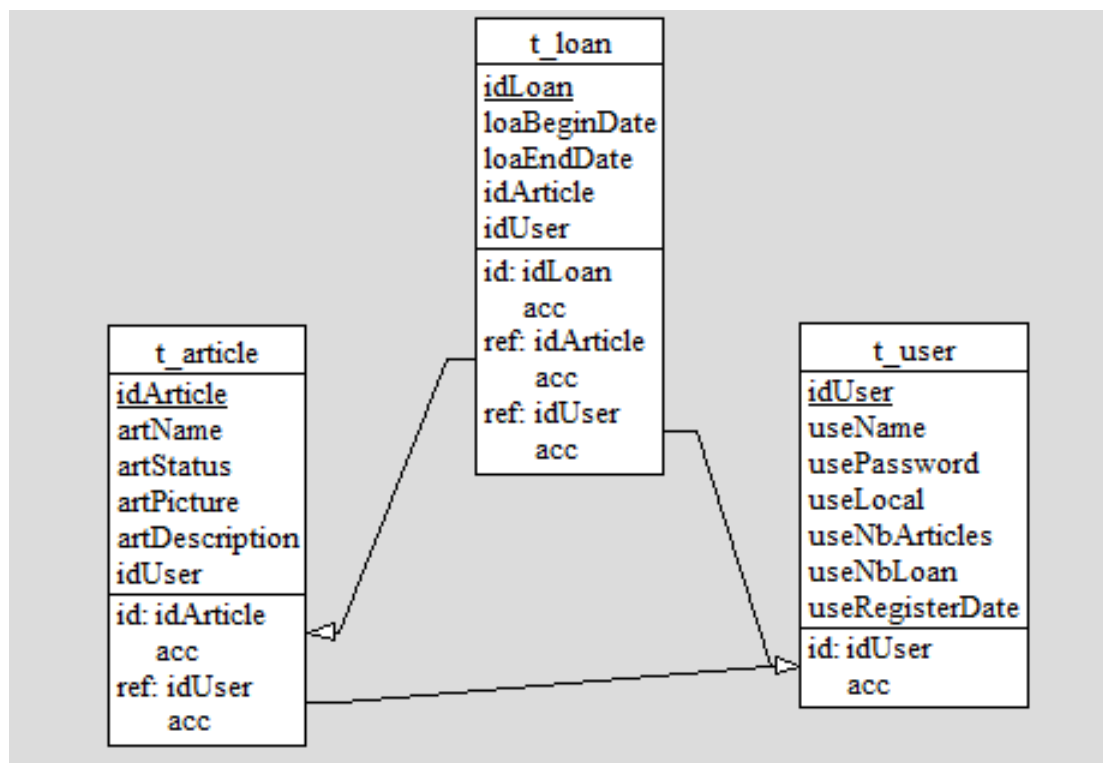 t_loan
idLoan
loaBeginDate
loaEndDate
idArticle
idUser
id: idLoan
acc
ref: idArticle
acc
ref: idUser
acc
t_article
idArticle
artName
artStatus
artPicture
artDescription
idUser
id: idArticle
acc
ref: idUser
acc
t_user
idUser
useName
usePassword
useLocal
useNbArticles
useNbLoan
useRegisterDate
id: idUser
acc